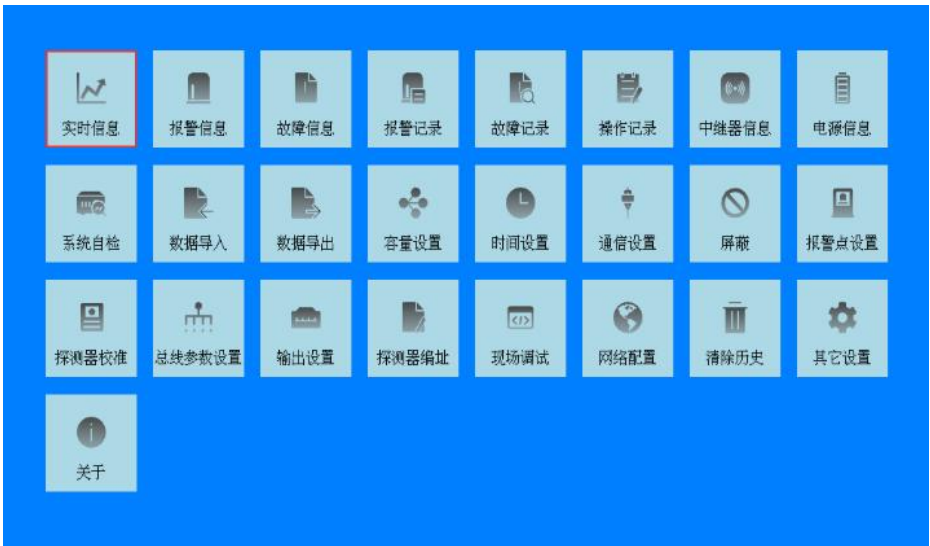 实时信息
报警信息
故障信息
报警记录
故障记录
操作记录
中继器信息
电源信息
系统自检
数据导入
数据导出
容量设置
时间设置
通信设置
屏蔽
报警点设置
探测器校准
总线参数设置
输出设置
探测器编址
现场调试
网络配置
清除历史
其它设置
关于